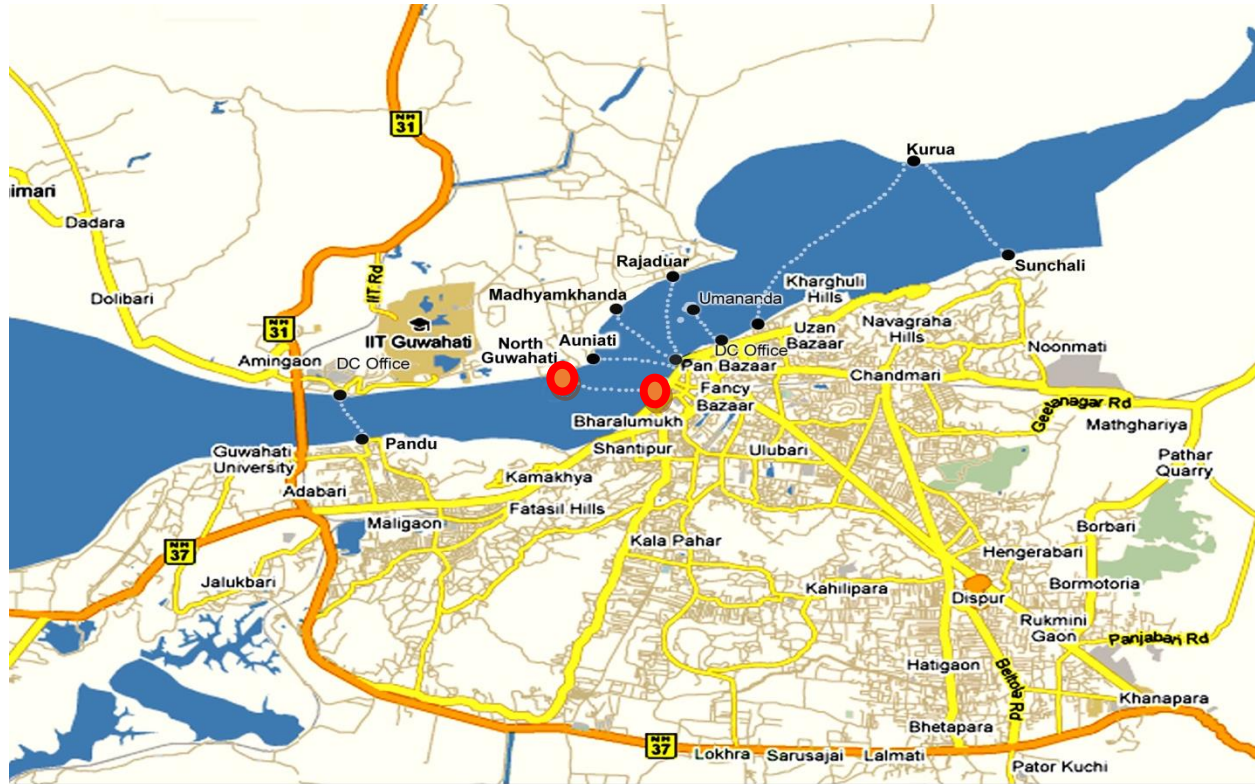 NH
31
Kurua
imari
Dadara
Rajaduar
Sunchali
IIT Rd
Dolibari
Madhyamkhanda
Umananda
Kharghuli
Hills
NH
31
IIT Guwahati
North
Guwahati
Auniati
Uzan
Bazaar
Navagraha
Hills
Noonmati
Amingaon
DC Office
DC Office
Pan Bazaar
Chandmari
Fancy
Bazaar
Geetanagar Rd
Mathghariya
Bharalumukh
Pandu
Guwahati
University
Shantipur
Ulubari
Pathar
Quarry
Kamakhya
Adabari
Fatasil Hills
Maligaon
Borbari
Kala Pahar
NH
37
Hengerabari
Jalukbari
Kahilipara
Bormotoria
Dispur
Rukmini
Gaon
Panjabari Rd
Hatigaon
Beltola Rd
Khanapara
Bhetapara
NH
37
Lokhra
Sarusajai
Lalmati
Pator Kuchi